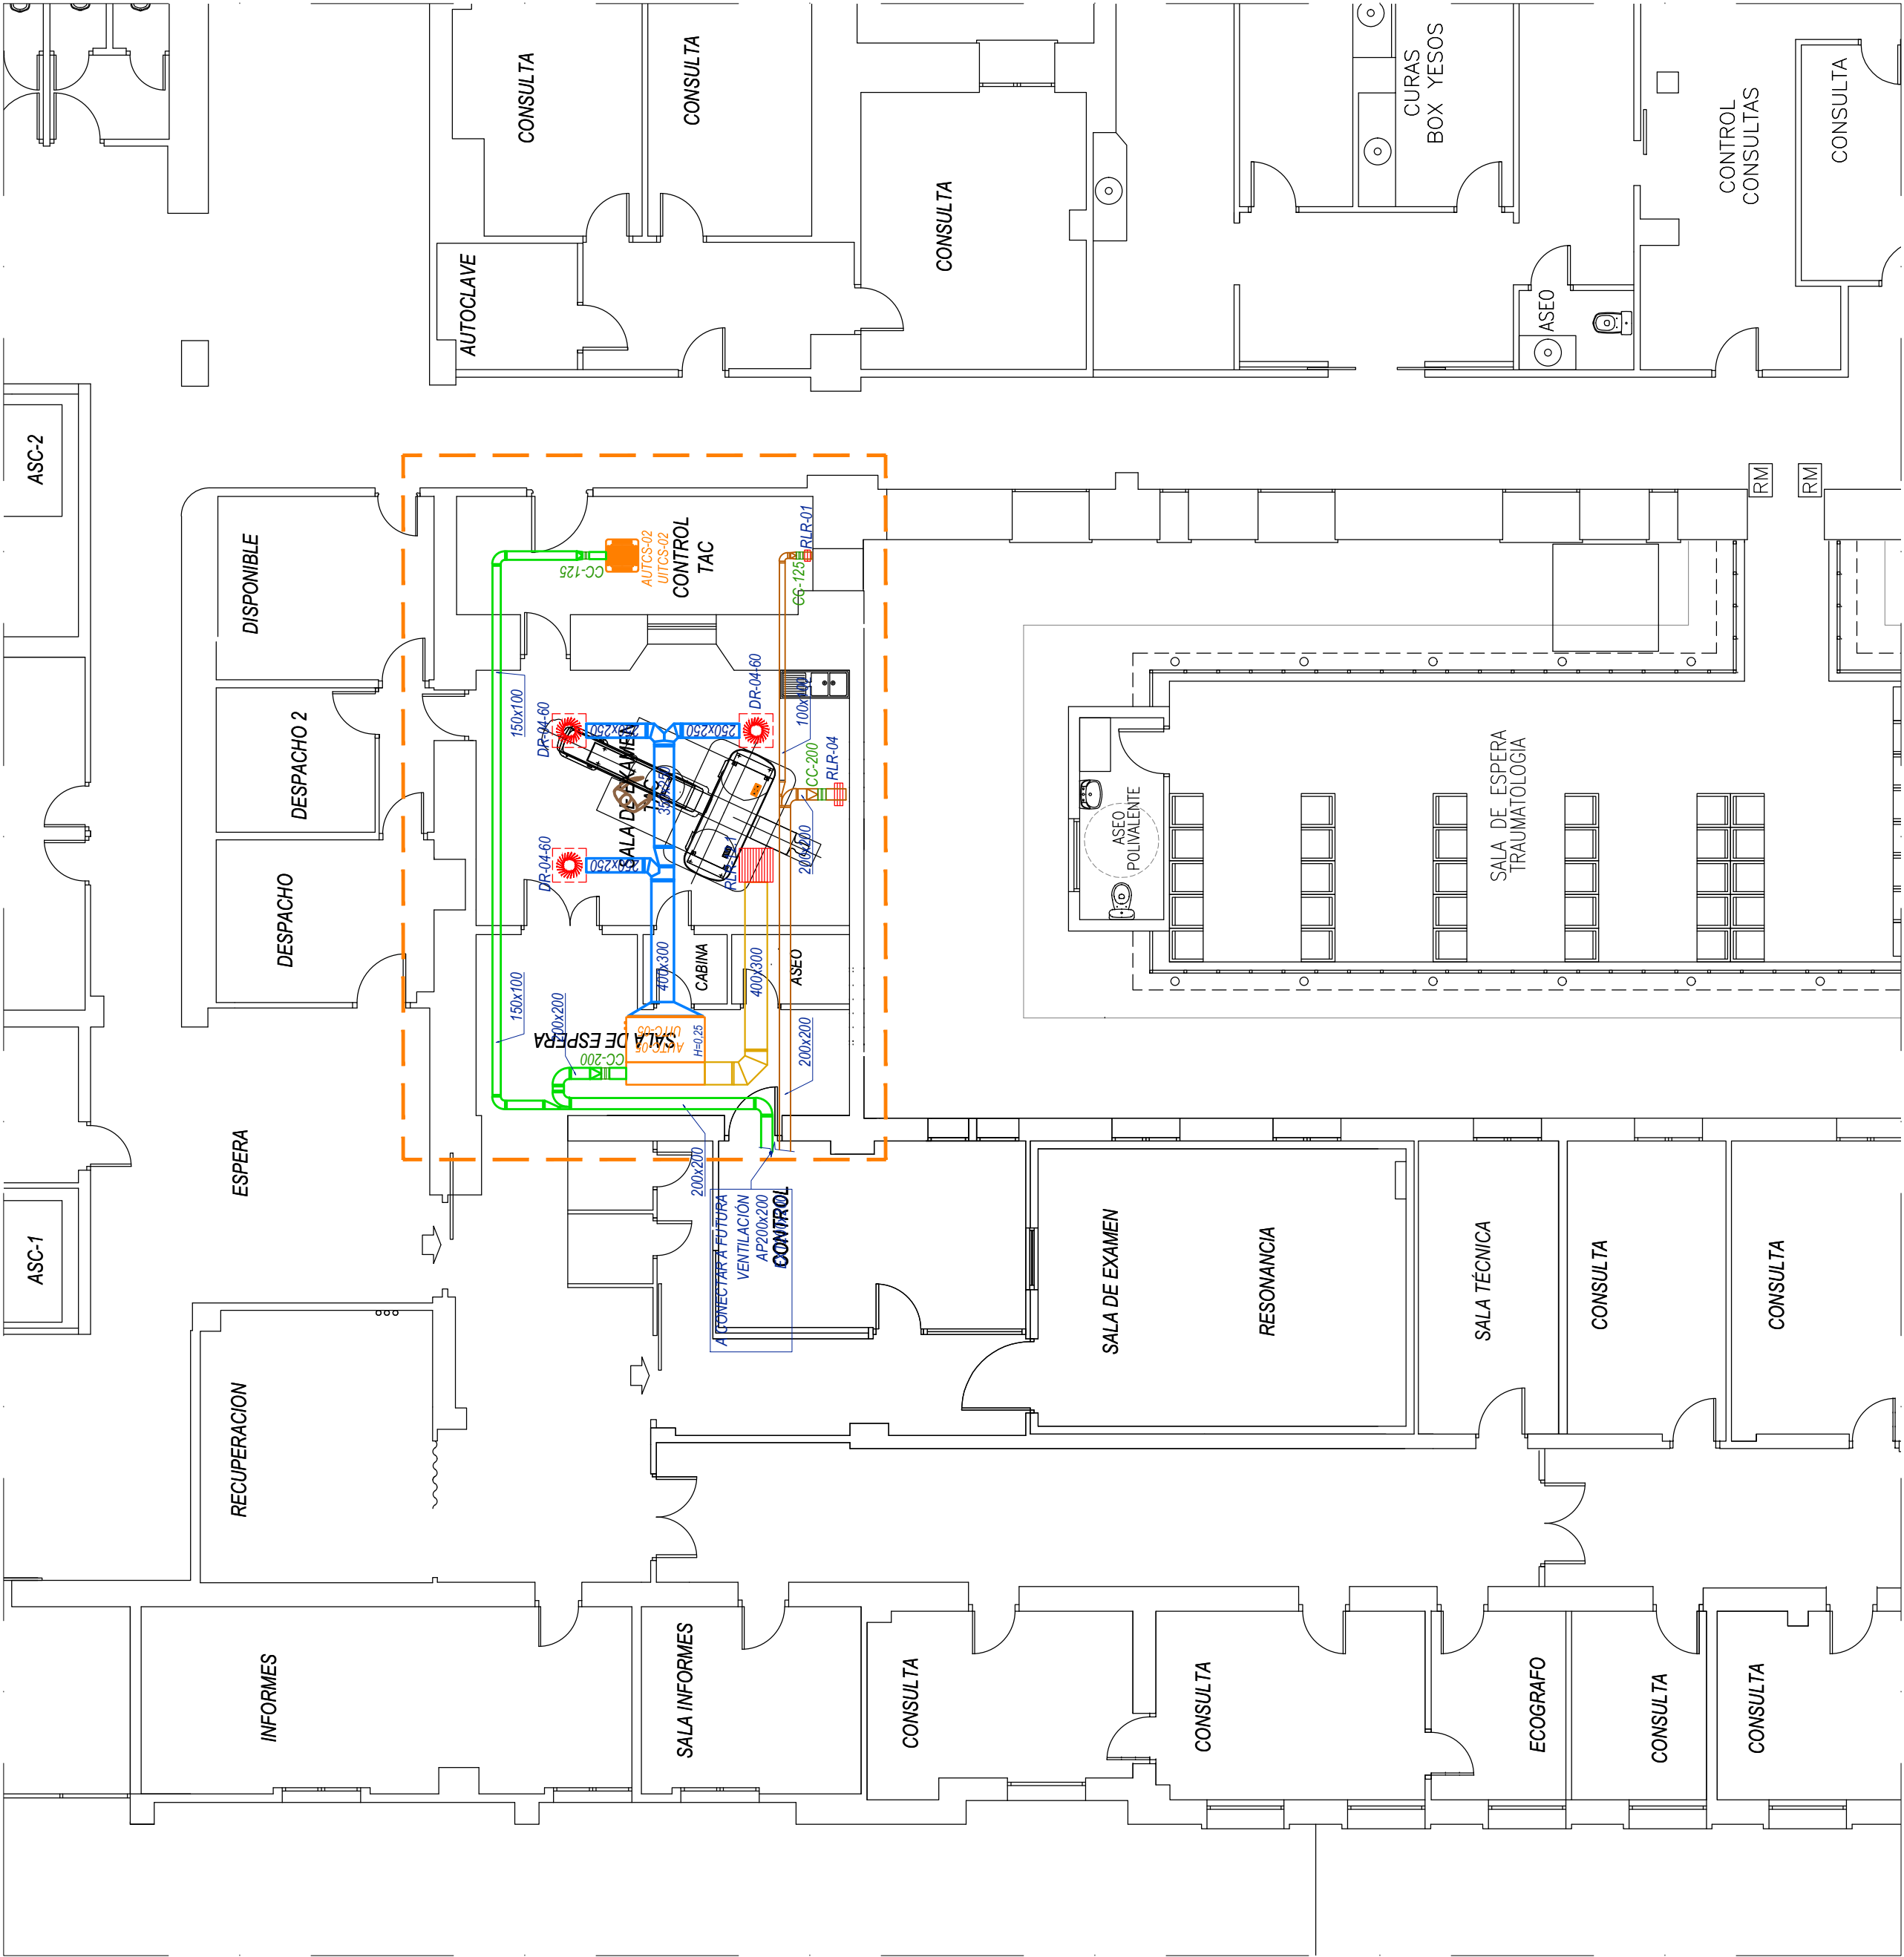 CONSULTA
CONSULTA
CURAS
BOX YESOS
CONTROL
CONSULTAS
CONSULTA
AUTOCLAVE
CONSULTA
ASEO
ASC-2
RM
RM
DISPONIBLE
CC-125
AUTCS-02
UITCS-02
CONTROL
TAC
RLR-01
CC-125
150x100
DR-04-60
250x250
DR-04-60
100x100
CC-200
RLR-04
DESPACHO 2
SALA DE EXAMEN
350x250
200x200
DR-04-60
250x250
DESPACHO
ASEO
POLIVALENTE
SALA DE ESPERA
TRAUMATOLOGIA
CABINA
ASEO
400x300
400x300
150x100
200x200
SALA DE ESPERA
UITC-05
AUTC-05
H=0,25
CC-200
200x200
ESPERA
200x200
A CONECTAR A FUTURA
VENTILACIÓN
AP200x200
CONTROL
ASC-1
SALA DE EXAMEN
RESONANCIA
SALA TÉCNICA
CONSULTA
CONSULTA
RECUPERACION
INFORMES
SALA INFORMES
CONSULTA
CONSULTA
ECOGRAFO
CONSULTA
CONSULTA